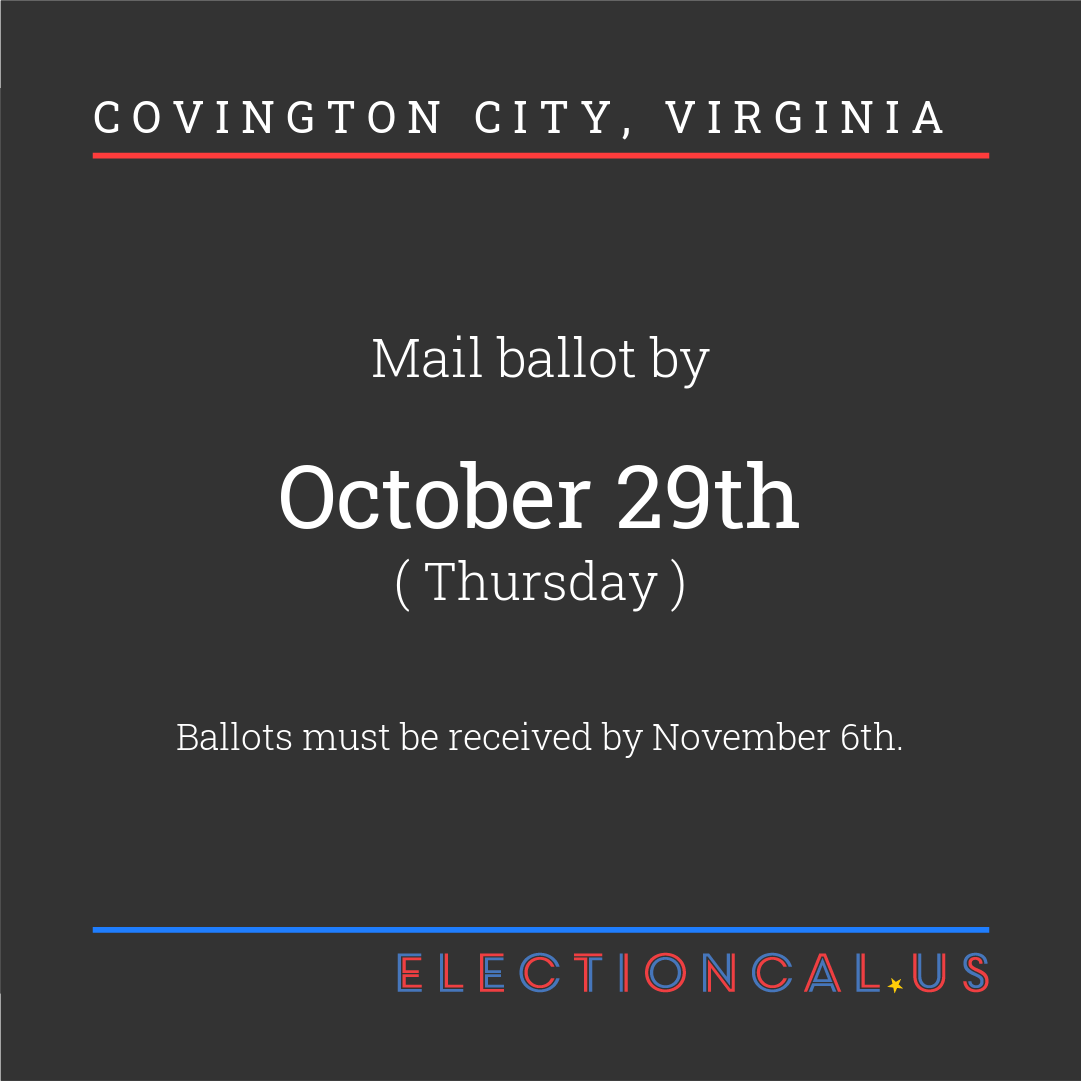 COVINGTON CITY, VIRGINIA
Mail ballot by
October 29th
( Thursday )
Ballots must be received by November 6th.
ELECTIONCAL.US